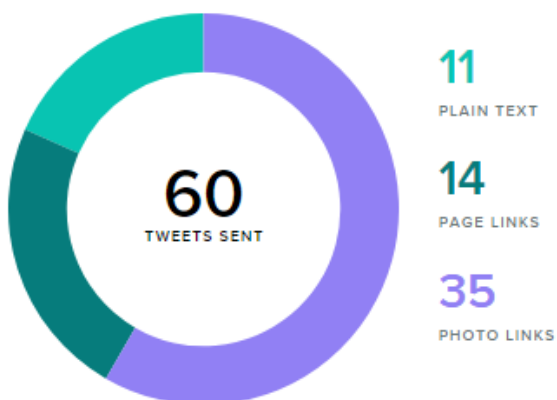 60
TWEETS SENT
11
PLAIN TEXT
14
PAGE LINKS
35
PHOTO LINKS